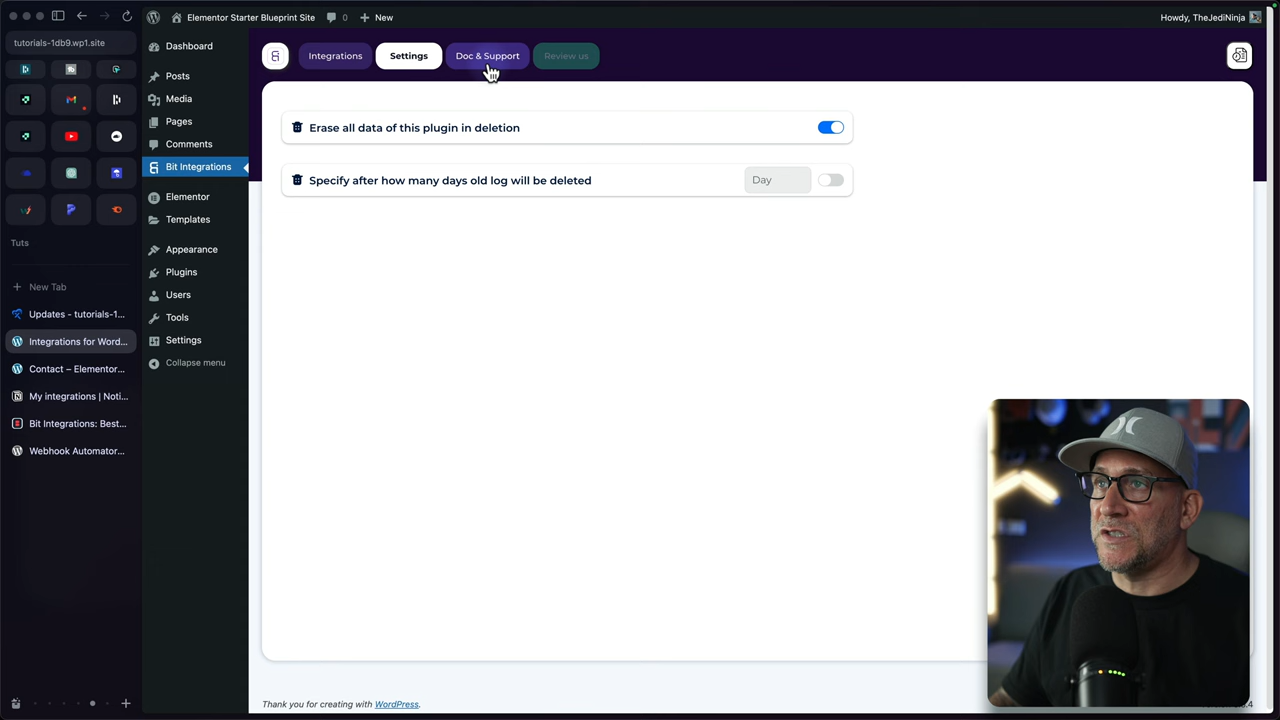 Elementor Starter Blueprint Site
0
New
Howdy, TheJediNinja
tutorials-1db9.wp1.site
Dashboard
Integrations
Settings
Doc & Support
Review us
Posts
Media
Pages
Comments
Bit Integrations
Elementor
Templates
Appearance
Plugins
Users
Tools
Settings
Collapse menu
Erase all data of this plugin in deletion
Specify after how many days old log will be deleted
Day
Tuts
New Tab
Updates - tutorials-1...
Integrations for Word...
Contact – Elementor...
My integrations | Noti...
Bit Integrations: Best...
Webhook Automator...
Thank you for creating with WordPress.